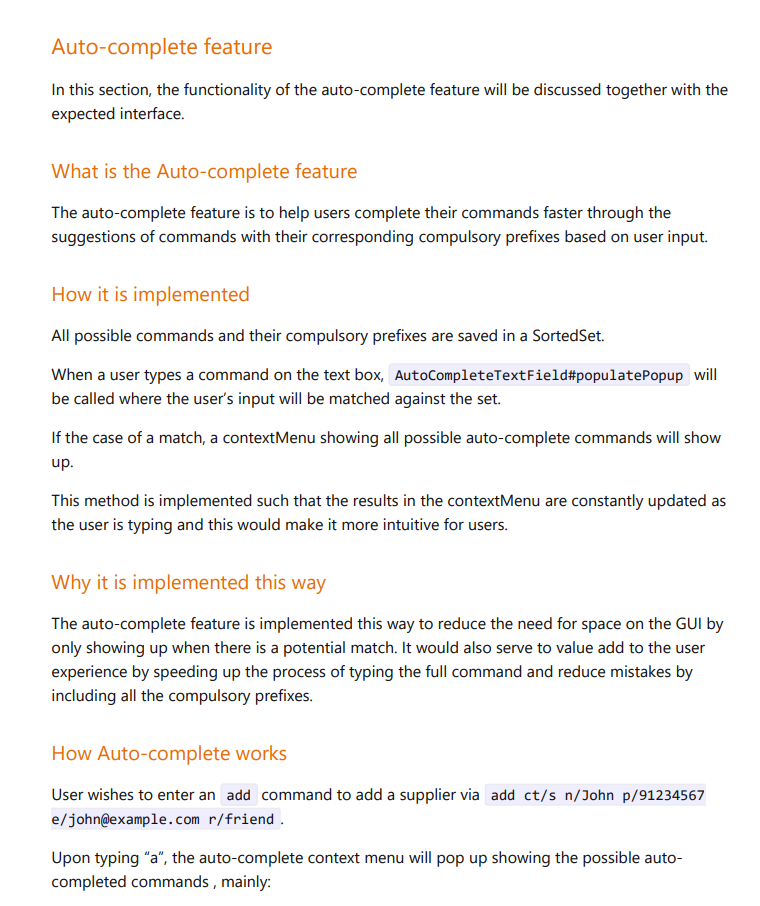 Auto-complete feature
In this section, the functionality of the auto-complete feature will be discussed together with the
expected interface.
What is the Auto-complete feature
The auto-complete feature is to help users complete their commands faster through the
suggestions of commands with their corresponding compulsory prefixes based on user input.
How it is implemented
All possible commands and their compulsory prefixes are saved in a SortedSet.
When a user types a command on the text box, AutoCompleteTextField#populatePopup will
be called where the user's input will be matched against the set.
If the case of a match, a contextMenu showing all possible auto-complete commands will show
up.
This method is implemented such that the results in the contextMenu are constantly updated as
the user is typing and this would make it more intuitive for users.
Why it is implemented this way
The auto-complete feature is implemented this way to reduce the need for space on the GUI by
only showing up when there is a potential match. It would also serve to value add to the user
experience by speeding up the process of typing the full command and reduce mistakes by
including all the compulsory prefixes.
How Auto-complete works
User wishes to enter an add command to add a supplier via add ct/s n/John p/91234567
e/john@example.com r/friend .
Upon typing “a”, the auto-complete context menu will pop up showing the possible auto-
completed commands , mainly: